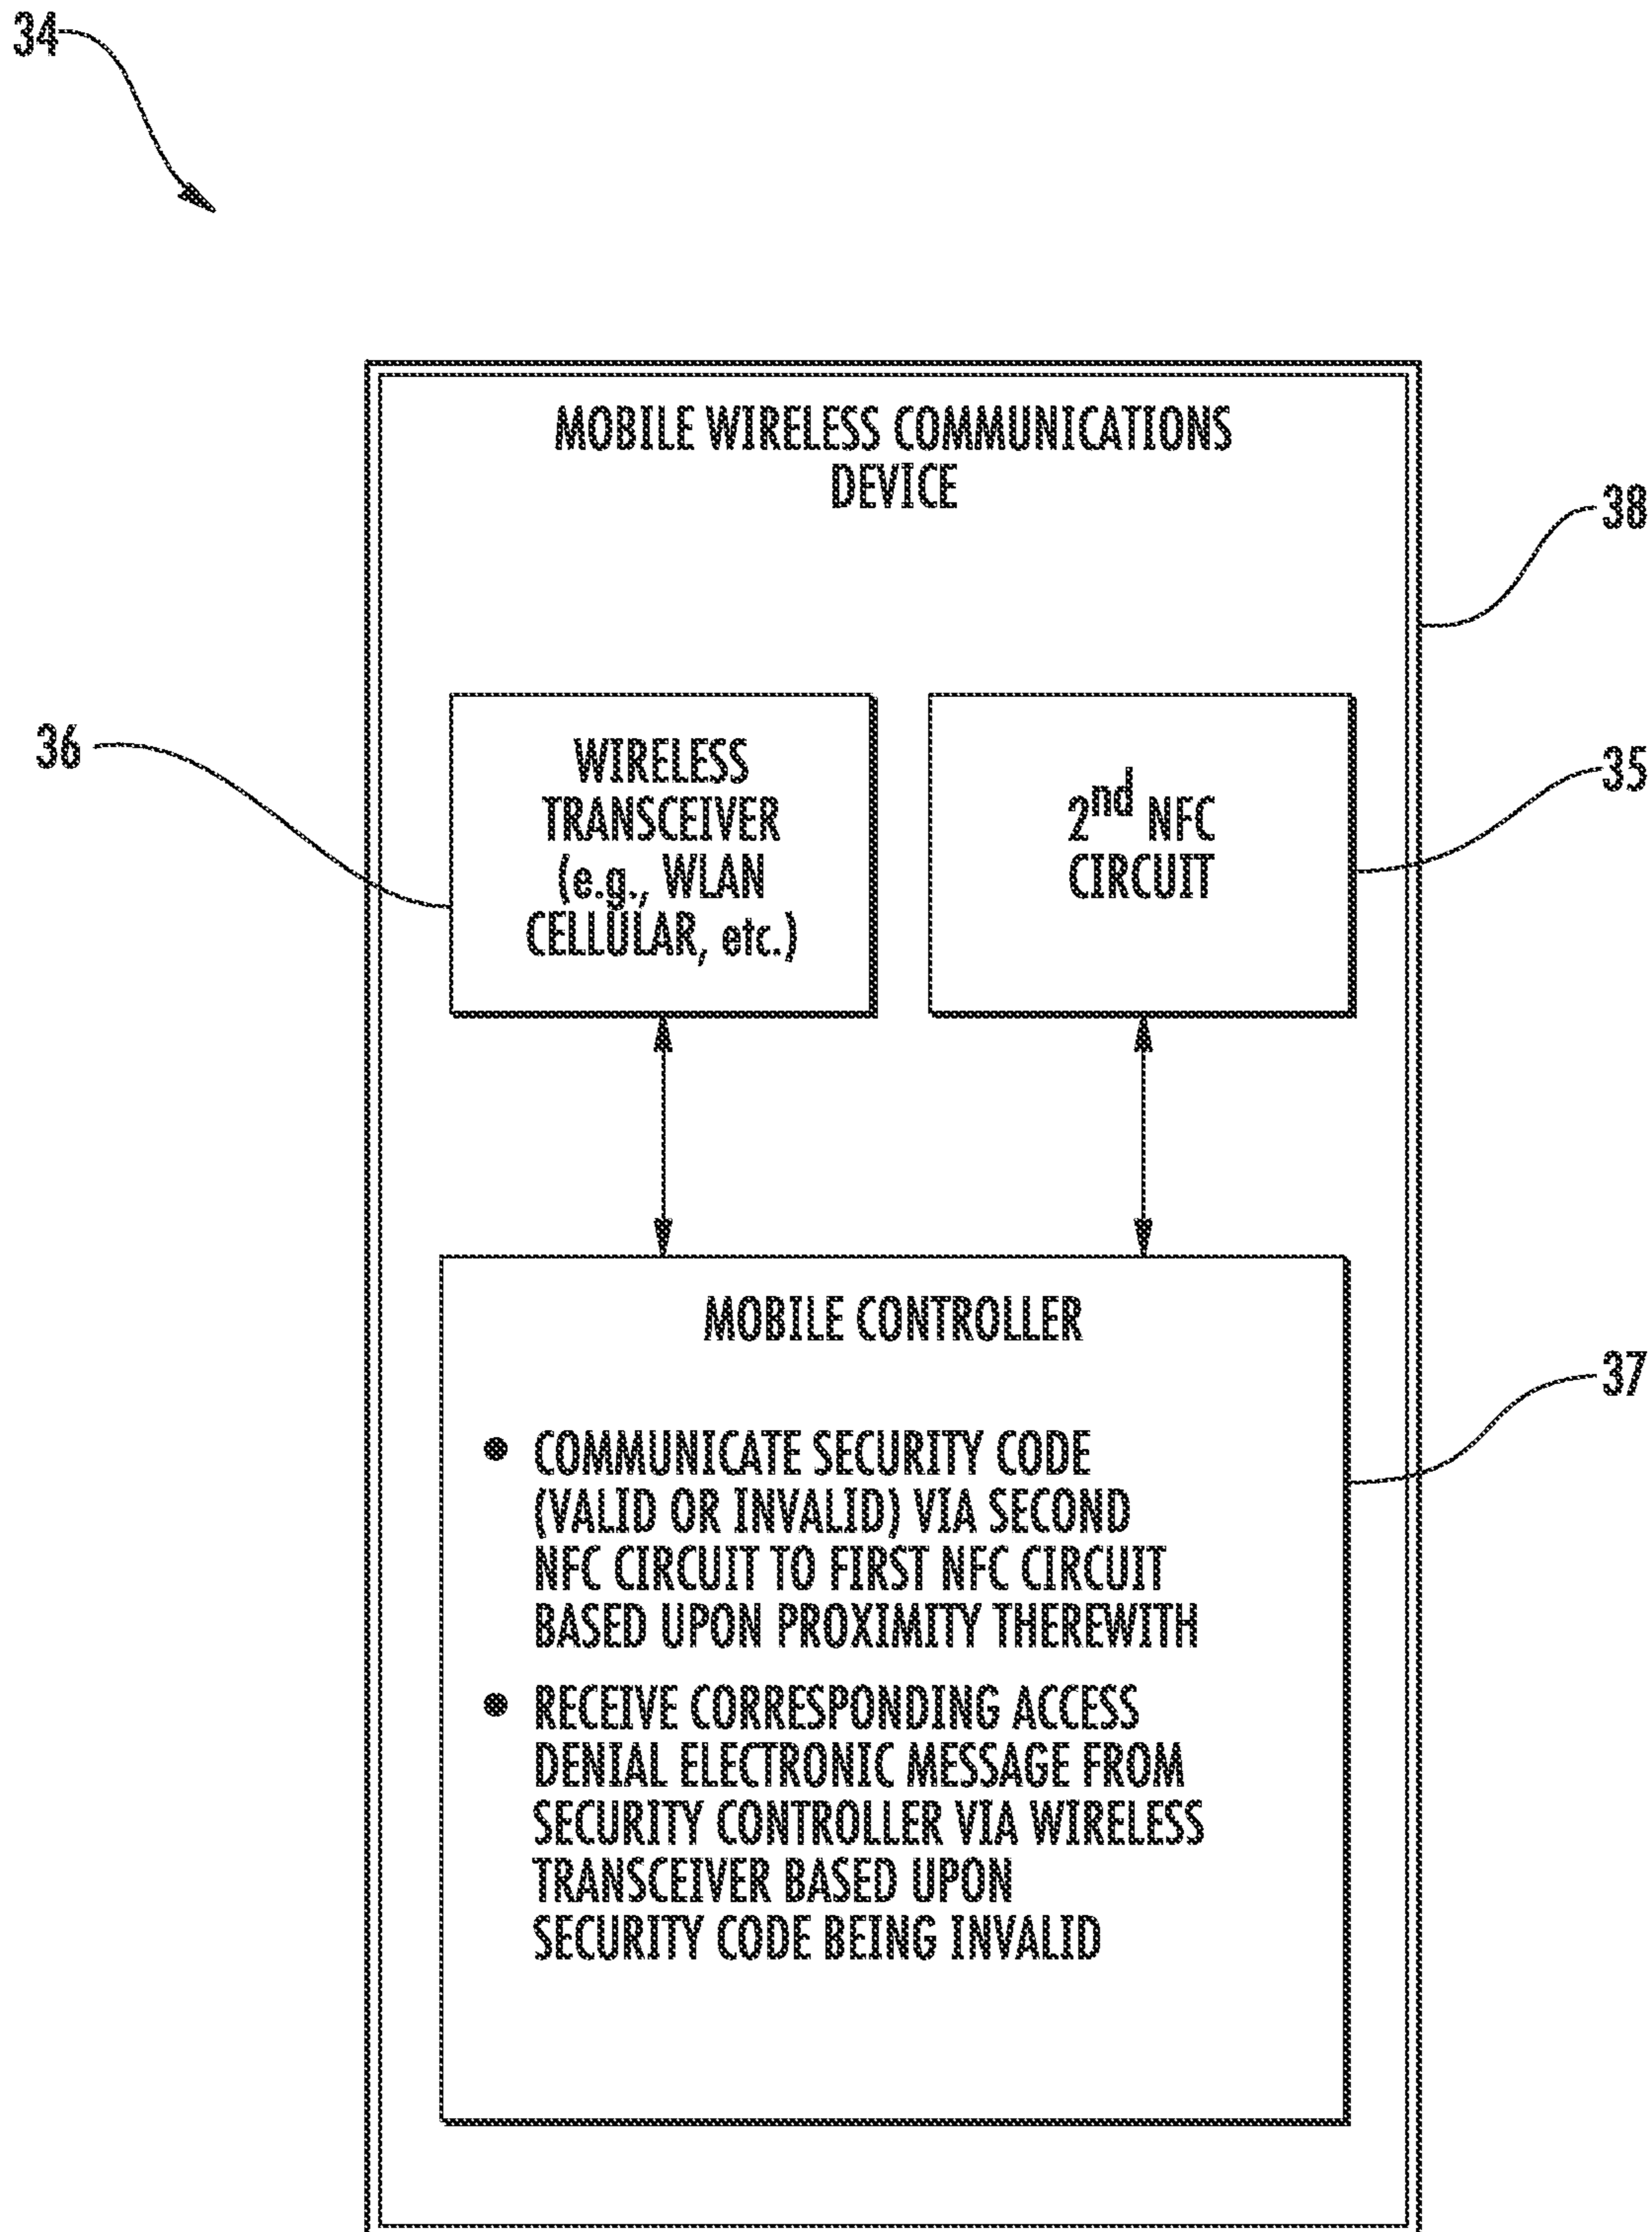 34
MOBILE WIRELESS COMMUNICATIONS
DEVICE
38
36
WIRELESS
TRANSCEIVER
(e.g., WLAN
CELLULAR, etc.)
2nd NFC
CIRCUIT
35
MOBILE CONTROLLER
37
• COMMUNICATE SECURITY CODE
(VALID OR INVALID) VIA SECOND
NFC CIRCUIT TO FIRST NFC CIRCUIT
BASED UPON PROXIMITY THEREWITH
• RECEIVE CORRESPONDING ACCESS
DENIAL ELECTRONIC MESSAGE FROM
SECURITY CONTROLLER VIA WIRELESS
TRANSCEIVER BASED UPON
SECURITY CODE BEING INVALID